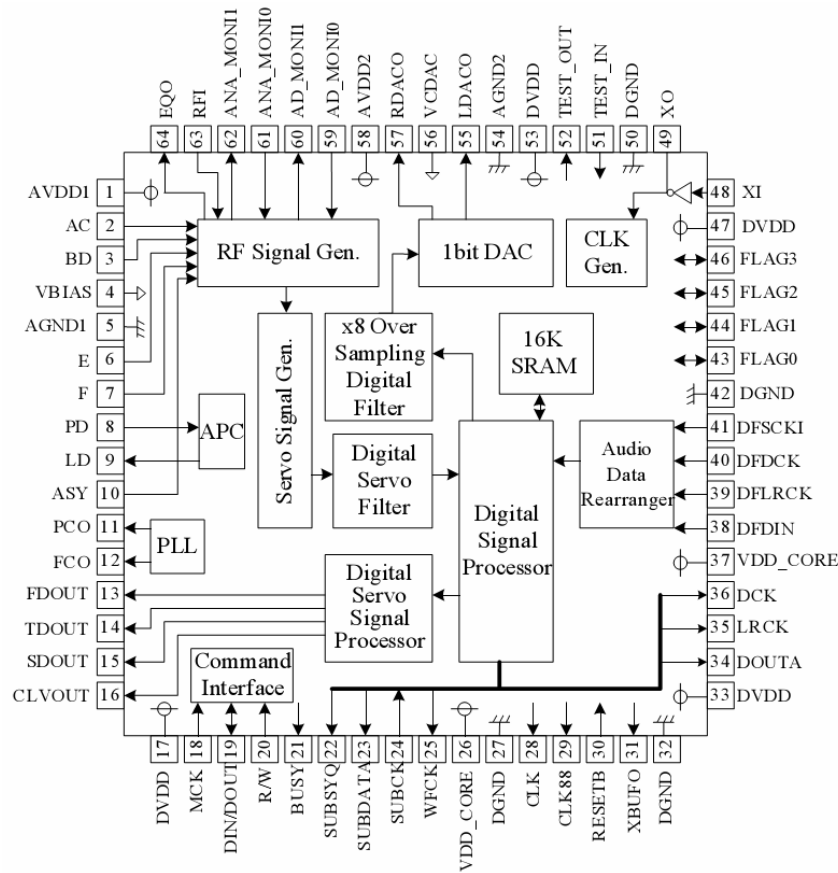 EQO
RFI
ANA_MONI1
ANA_MONI0
AD_MONI1
AD_MONI0
AVDD2
RDACO
VCDAC
LDACO
AGND2
DVDD
TEST_OUT
TEST_IN
DGND
XO
64
63
62
61
60
59
58
57
56
55
54
53
52
51
50
49
AVDD1 1
AC 2
BD 3
VBIAS 4
AGND1 5
E 6
F 7
PD 8
LD 9
ASY 10
PCO 11
FCO 12
FDOUT 13
TDOUT 14
SDOUT 15
CLVOUT 16
RF Signal Gen.
1bit DAC
CLK
Gen.
Servo Signal Gen.
x8 Over
Sampling
Digital
Filter
16K
SRAM
APC
Digital
Servo
Filter
Digital
Signal
Processor
Audio
Data
Rearranger
PLL
Digital
Servo
Signal
Processor
Command
Interface
48 XI
47 DVDD
46 FLAG3
45 FLAG2
44 FLAG1
43 FLAG0
42 DGND
41 DFSCKI
40 DFDCK
39 DFLRCK
38 DFDIN
37 VDD_CORE
36 DCK
35 LRCK
34 DOUTA
33 DVDD
17
18
19
20
21
22
23
24
25
26
27
28
29
30
31
32
DVDD
MCK
DIN/DOUT
R/W
BUSY
SUBSYQ
SUBDATA
SUBCK
WFCK
VDD_CORE
DGND
CLK
CLK88
RESETB
XBUFO
DGND